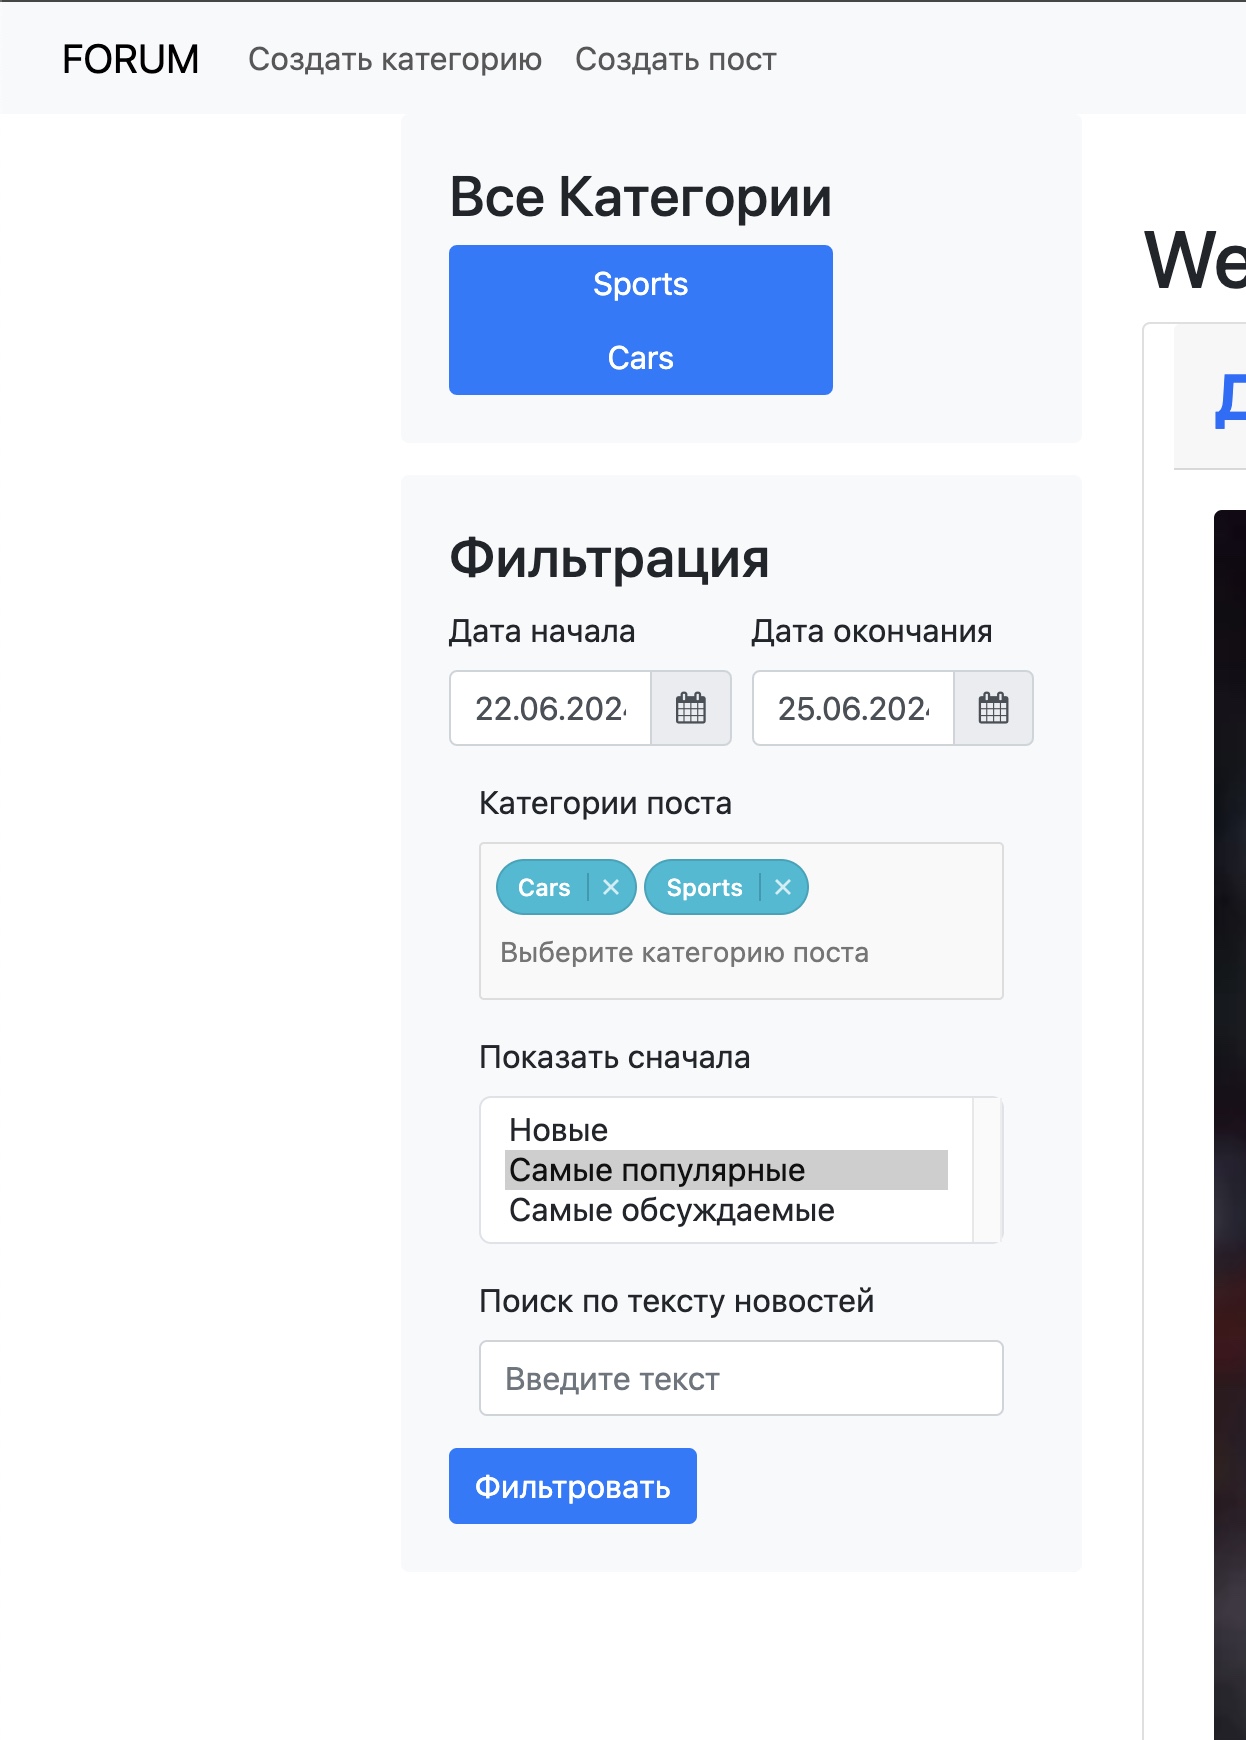 FORUM Создать категорию Создать пост
Все Категории
Sports
Cars
We
Фильтрация
Дата начала Дата окончания
22.06.202 25.06.202
Категории поста
Cars × Sports ×
Выберите категорию поста
Показать сначала
Новые
Самые популярные
Самые обсуждаемые
Поиск по тексту новостей
Введите текст
Фильтровать